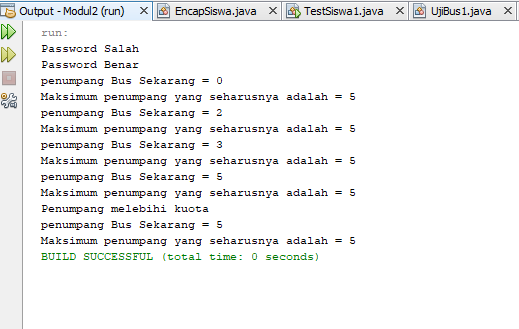 Output - Modul2 (run) × EncapSiswa.java × TestSiswa1.java × UjiBus1.java ×
run:
Password Salah
Password Benar
penumpang Bus Sekarang = 0
Maksimum penumpang yang seharusnya adalah = 5
penumpang Bus Sekarang = 2
Maksimum penumpang yang seharusnya adalah = 5
penumpang Bus Sekarang = 3
Maksimum penumpang yang seharusnya adalah = 5
penumpang Bus Sekarang = 5
Maksimum penumpang yang seharusnya adalah = 5
Penumpang melebihi kuota
penumpang Bus Sekarang = 5
Maksimum penumpang yang seharusnya adalah = 5
BUILD SUCCESSFUL (total time: 0 seconds)